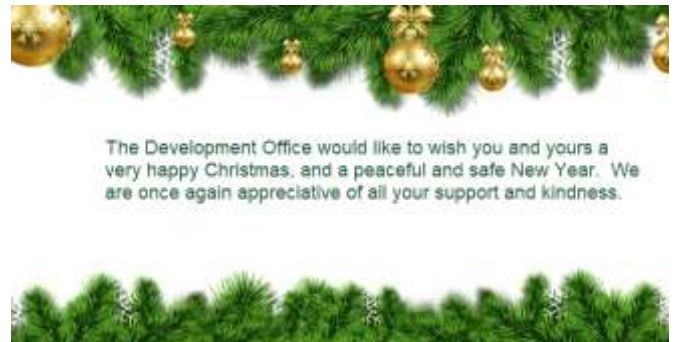 The Development Office would like to wish you and yours a
very happy Christmas, and a peaceful and safe New Year.  We
are once again appreciative of all your support and kindness.